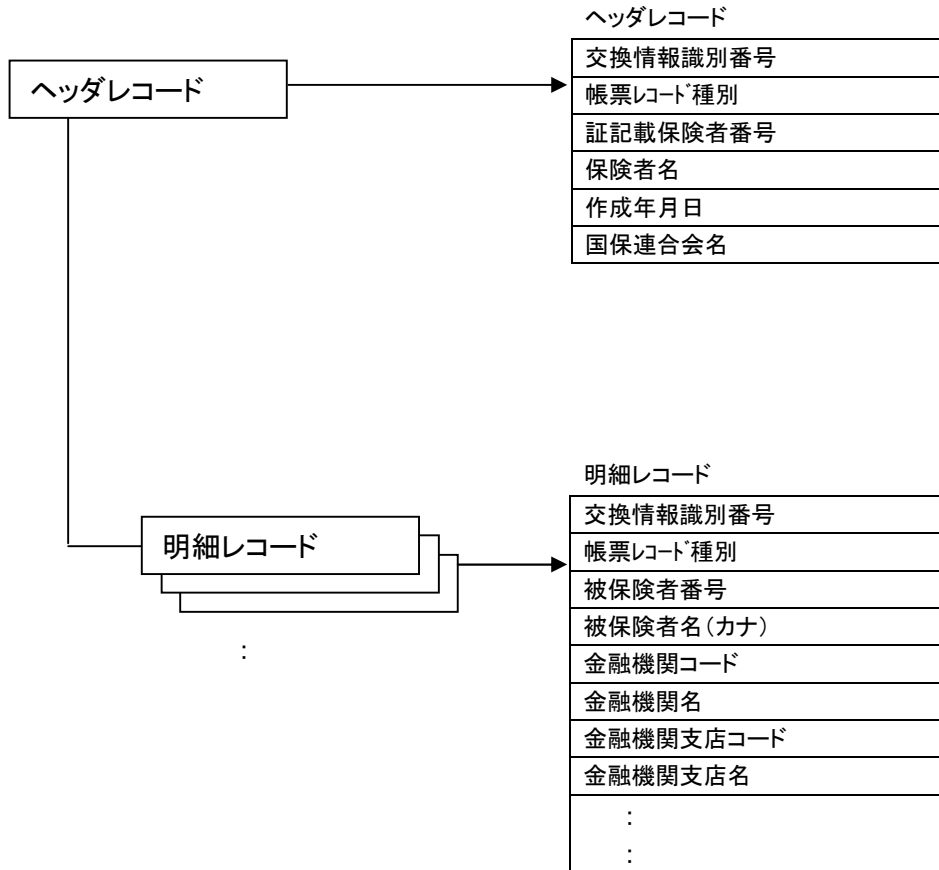 ヘッダレコード
ヘッダレコード
交換情報識別番号
帳票ﾚｺｰﾄﾞ種別
証記載保険者番号
保険者名
作成年月日
国保連合会名
明細レコード
:
明細レコード
交換情報識別番号
帳票ﾚｺｰﾄﾞ種別
被保険者番号
被保険者名(カナ)
金融機関コード
金融機関名
金融機関支店コード
金融機関支店名
:
: